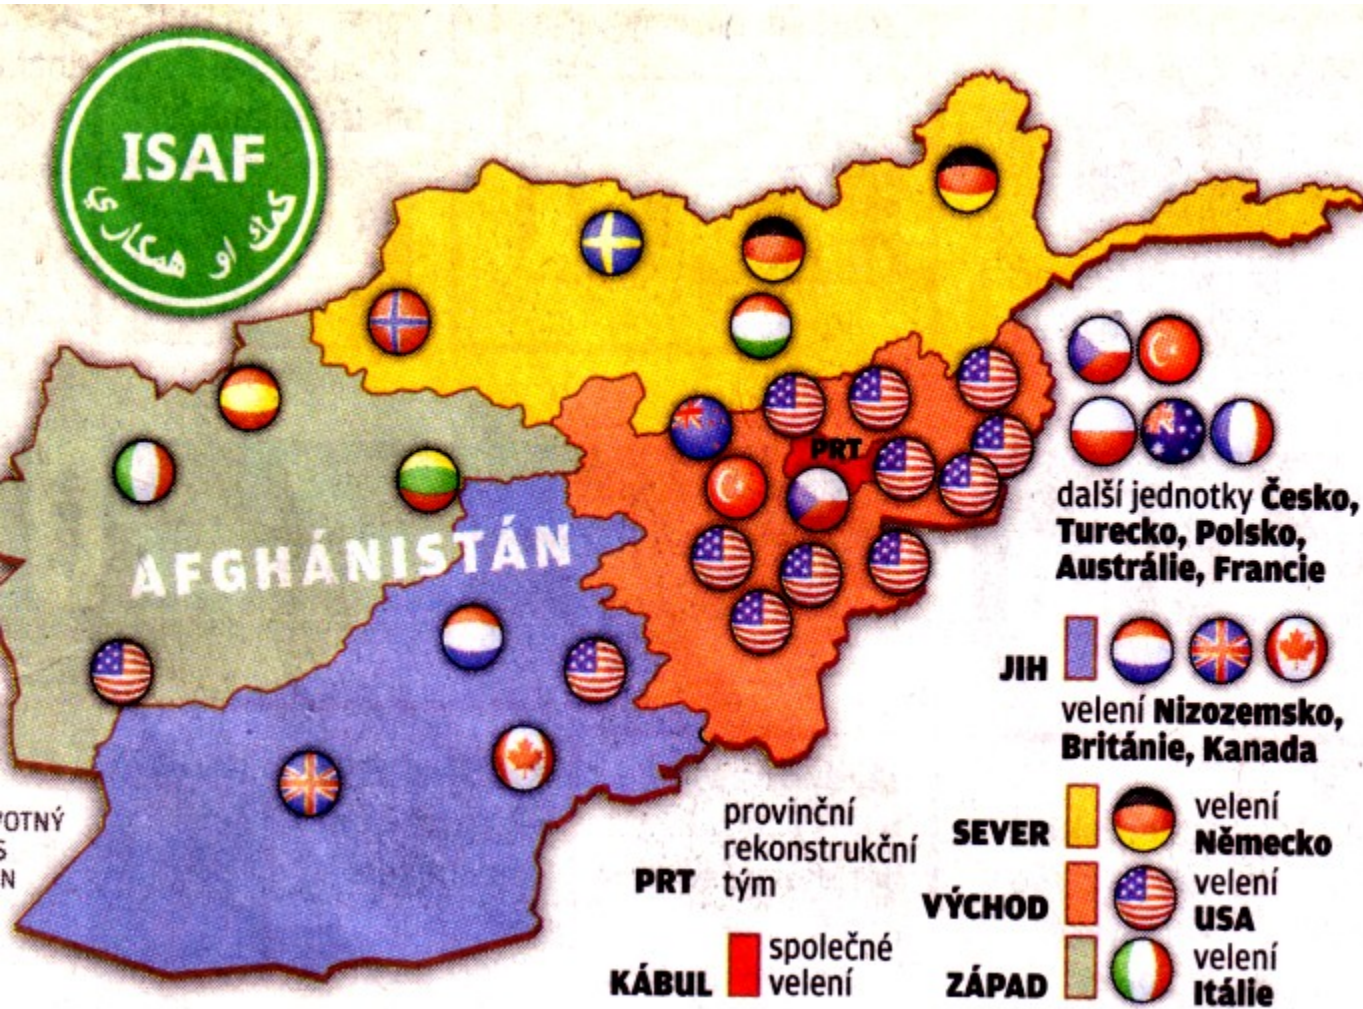 ISAF
کمک او همکاري
AFGHÁNISTÁN
PRT
další jednotky Česko,
Turecko, Polsko,
Austrálie, Francie
JIH
velení Nizozemsko,
Británie, Kanada
provinční
rekonstrukční
PRT tým
SEVER velení
Německo
VÝCHOD velení
USA
KÁBUL společné
velení
ZÁPAD velení
Itálie